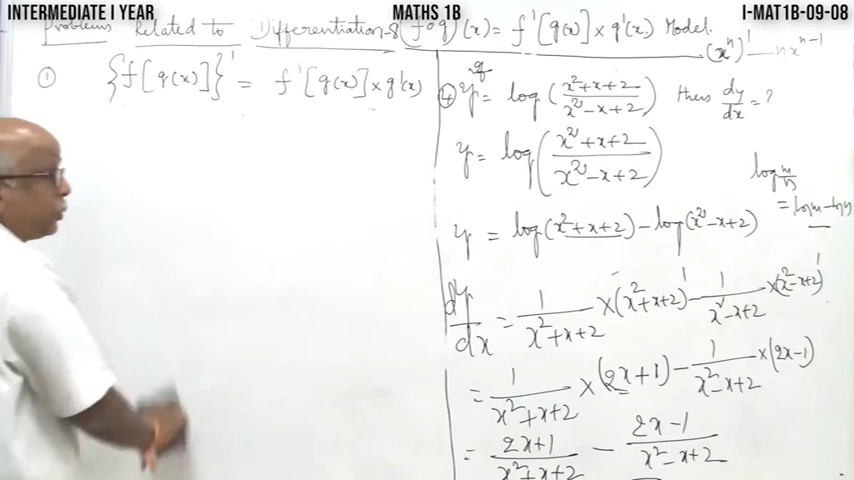 INTERMEDIATE I YEAR
MATHS 1B
I-MAT1B-09-08
Problems Related to Differentiation-8 (fog)'(x) = f'[g(x)] × g'(x) Model.
(xⁿ)' — nxⁿ⁻¹
① {f[g(x)]}' = f'[g(x)] × g'(x)
④ If y = log((x²+x+2)/(x²-x+2)) then dy/dx = ?
y = log((x²+x+2)/(x²-x+2))
log m/n
= log m - log n
y = log(x²+x+2) - log(x²-x+2)
dy/dx = 1/(x²+x+2) × (x²+x+2)' - 1/(x²-x+2) × (x²-x+2)'
= 1/(x²+x+2) × (2x+1) - 1/(x²-x+2) × (2x-1)
= (2x+1)/(x²+x+2) - (2x-1)/(x²-x+2)